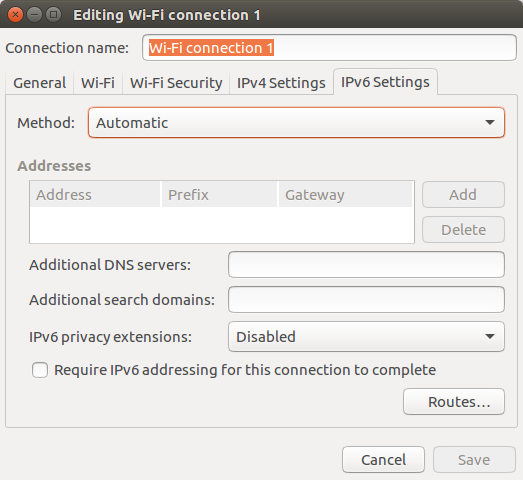 Editing Wi-Fi connection 1
Connection name: Wi-Fi connection 1
General Wi-Fi Wi-Fi Security IPv4 Settings IPv6 Settings
Method: Automatic
Addresses
Address Prefix Gateway Add
Delete
Additional DNS servers:
Additional search domains:
IPv6 privacy extensions: Disabled
Require IPv6 addressing for this connection to complete
Routes...
Cancel Save